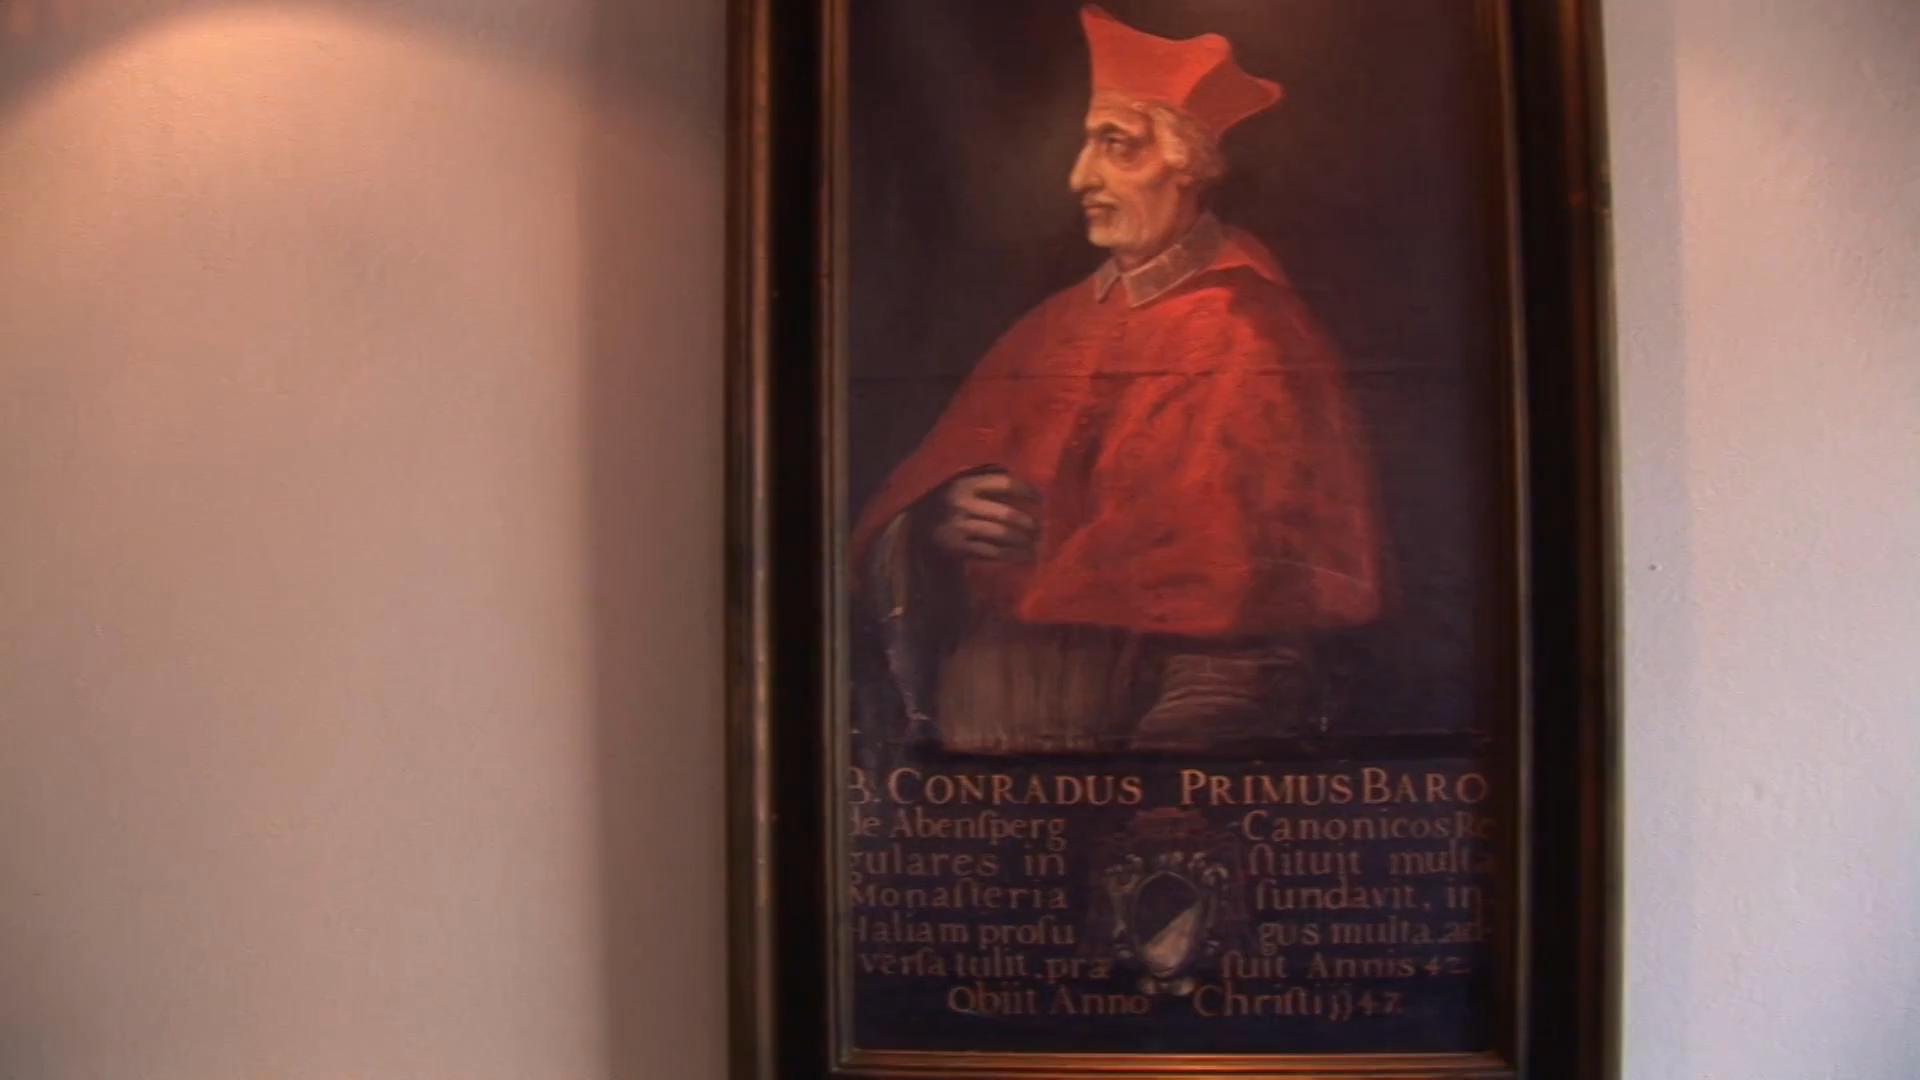 B. CONRADUS PRIMUS BARO
de Abenſperg Canonicos Re
gulares in ſtituit multa
Monaſteria fundavit, in
Italiam profu gus multa ad-
verſa tulit, præ fuit Annis 42
Obiit Anno Chriſti jj47.